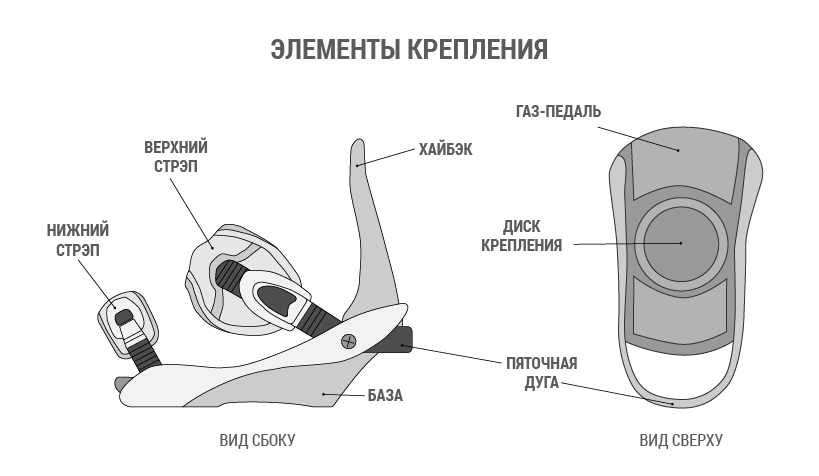 ЭЛЕМЕНТЫ КРЕПЛЕНИЯ
ГАЗ-ПЕДАЛЬ
ВЕРХНИЙ
СТРЭП
ХАЙБЭК
НИЖНИЙ
СТРЭП
ДИСК
КРЕПЛЕНИЯ
ПЯТОЧНАЯ
ДУГА
БАЗА
ВИД СБОКУ
ВИД СВЕРХУ